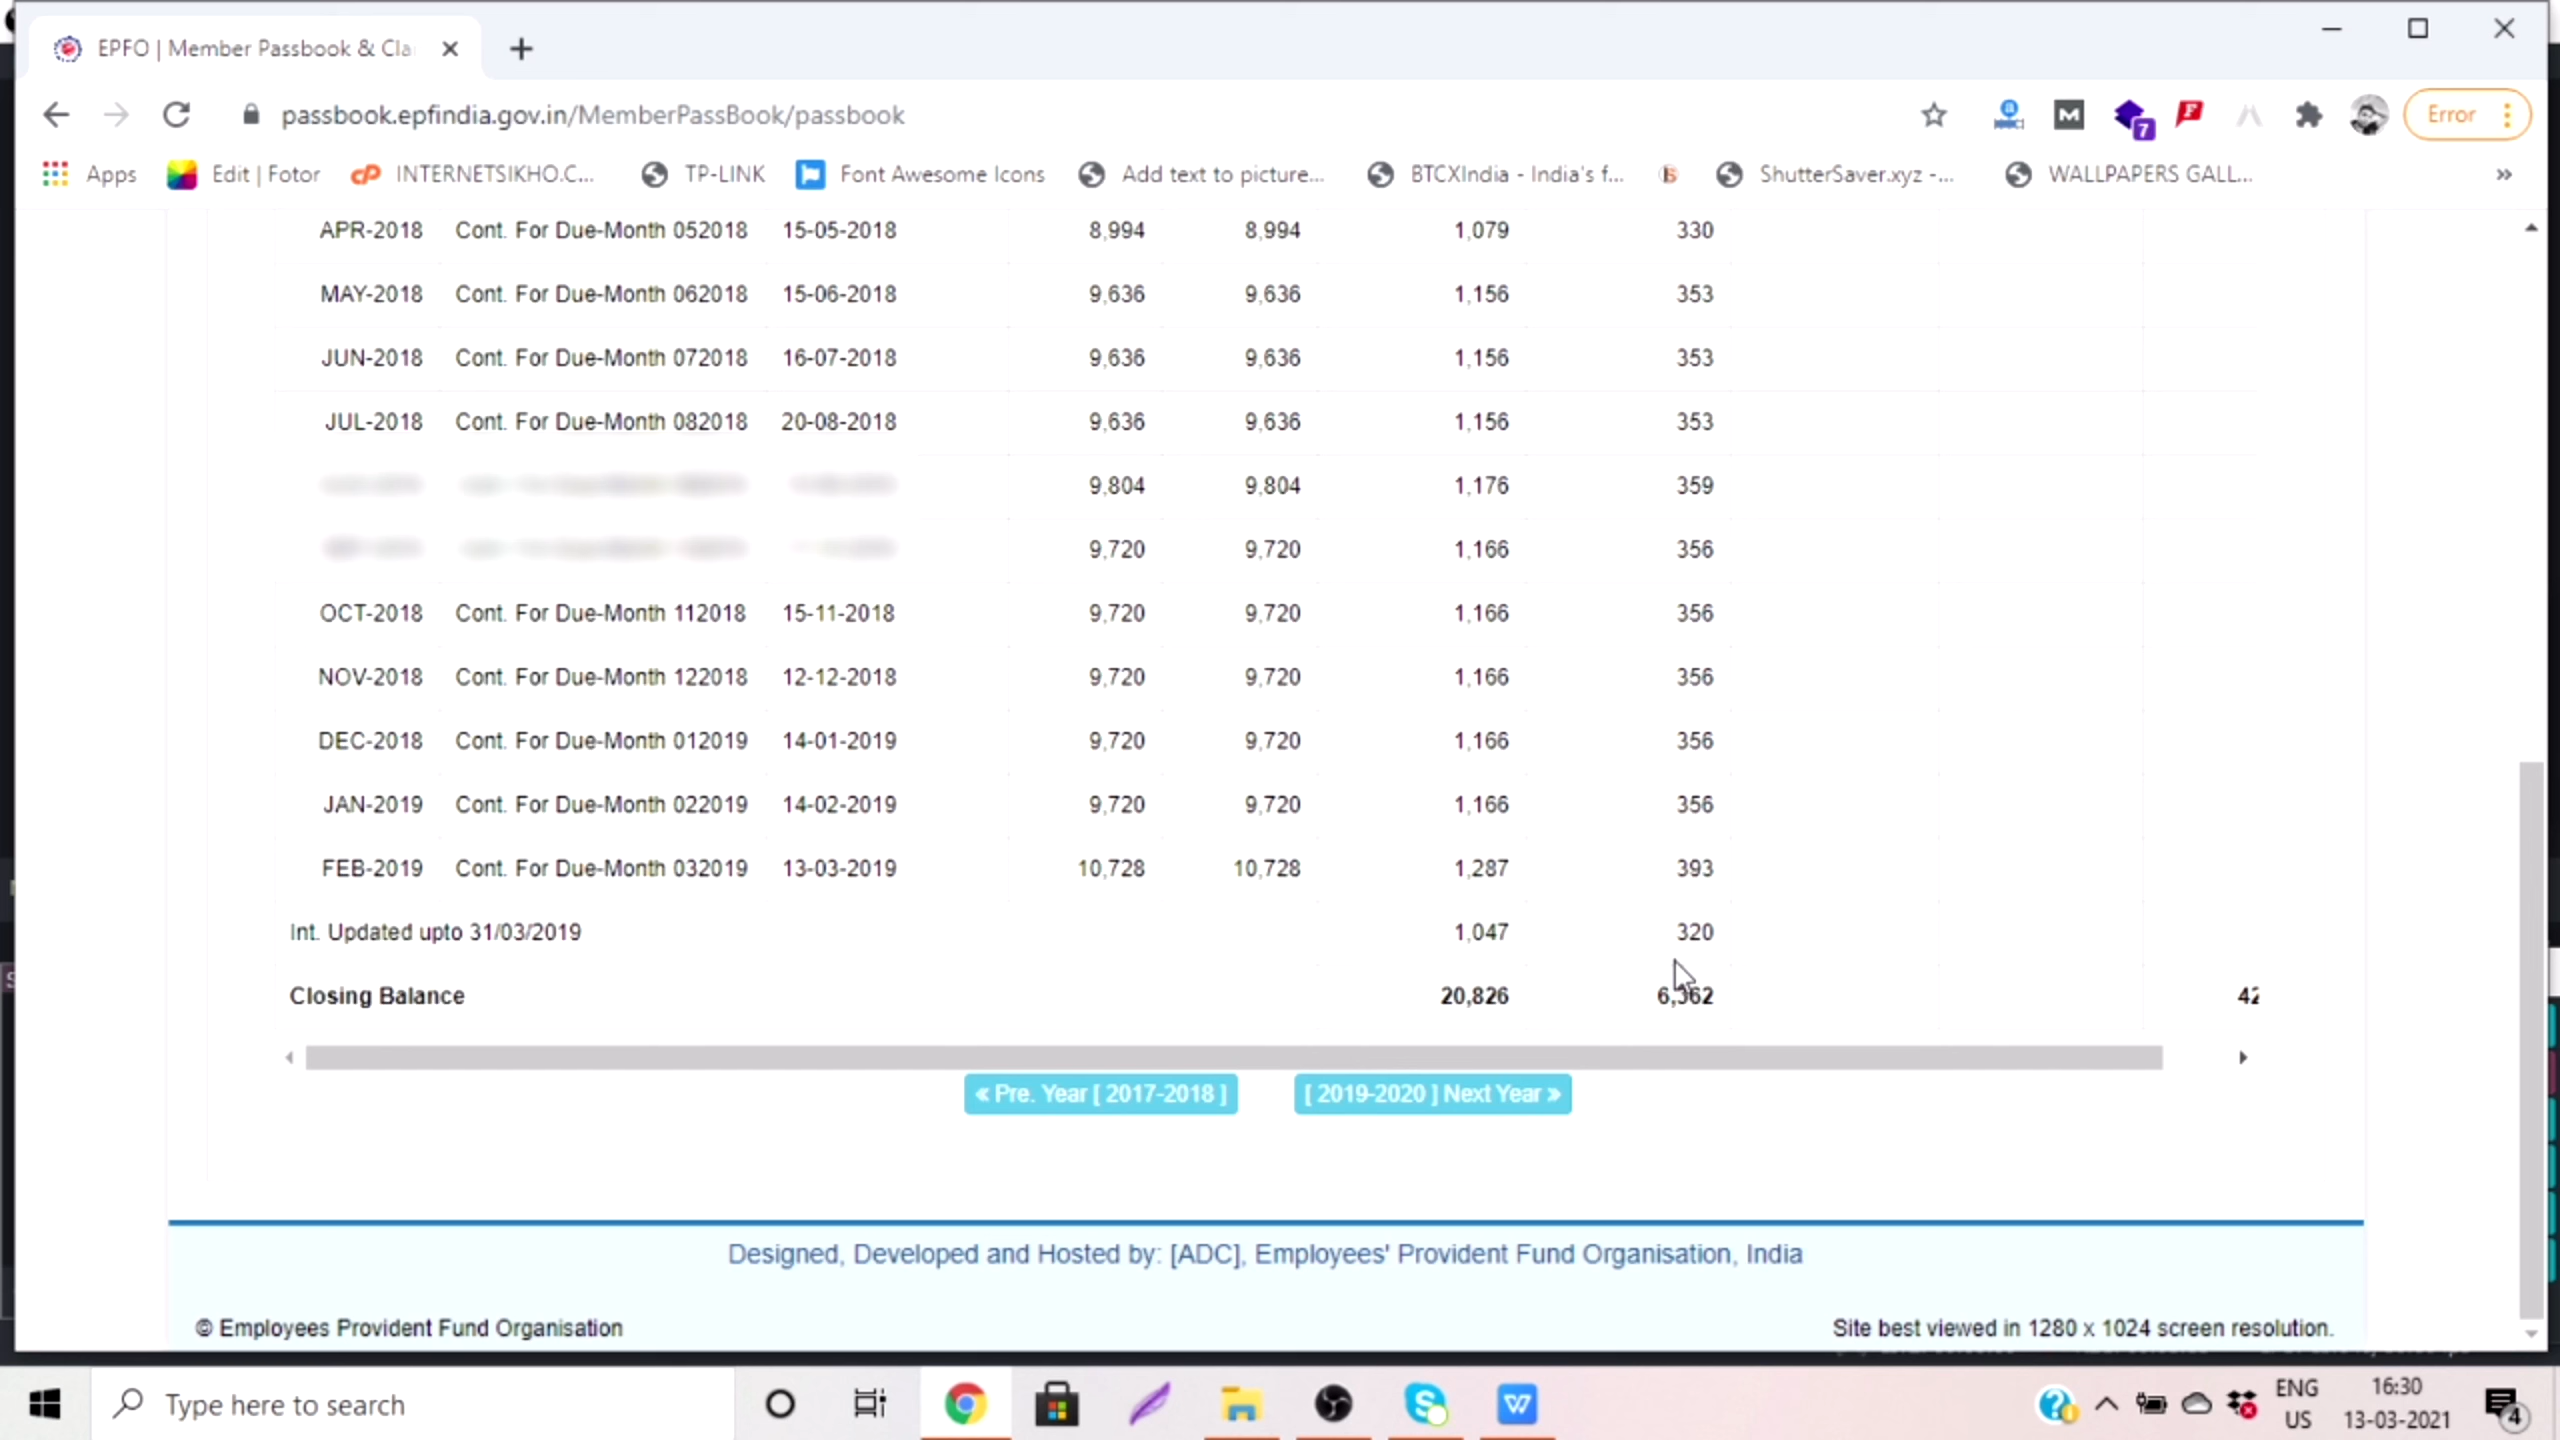 EPFO | Member Passbook & Cla
passbook.epfindia.gov.in/MemberPassBook/passbook
7
Error
Apps Edit | Fotor INTERNETSIKHO.C... TP-LINK Font Awesome Icons Add text to picture... BTCXIndia - India's f... ShutterSaver.xyz -... WALLPAPERS GALL... »
APR-2018 Cont. For Due-Month 052018 15-05-2018 8,994 8,994 1,079 330
MAY-2018 Cont. For Due-Month 062018 15-06-2018 9,636 9,636 1,156 353
JUN-2018 Cont. For Due-Month 072018 16-07-2018 9,636 9,636 1,156 353
JUL-2018 Cont. For Due-Month 082018 20-08-2018 9,636 9,636 1,156 353
9,804 9,804 1,176 359
9,720 9,720 1,166 356
OCT-2018 Cont. For Due-Month 112018 15-11-2018 9,720 9,720 1,166 356
NOV-2018 Cont. For Due-Month 122018 12-12-2018 9,720 9,720 1,166 356
DEC-2018 Cont. For Due-Month 012019 14-01-2019 9,720 9,720 1,166 356
JAN-2019 Cont. For Due-Month 022019 14-02-2019 9,720 9,720 1,166 356
FEB-2019 Cont. For Due-Month 032019 13-03-2019 10,728 10,728 1,287 393
Int. Updated upto 31/03/2019 1,047 320
Closing Balance 20,826 6,362 42
« Pre. Year [ 2017-2018 ] [ 2019-2020 ] Next Year »
Designed, Developed and Hosted by: [ADC], Employees' Provident Fund Organisation, India
© Employees Provident Fund Organisation Site best viewed in 1280 x 1024 screen resolution.
Type here to search ENG 16:30
US 13-03-2021 4